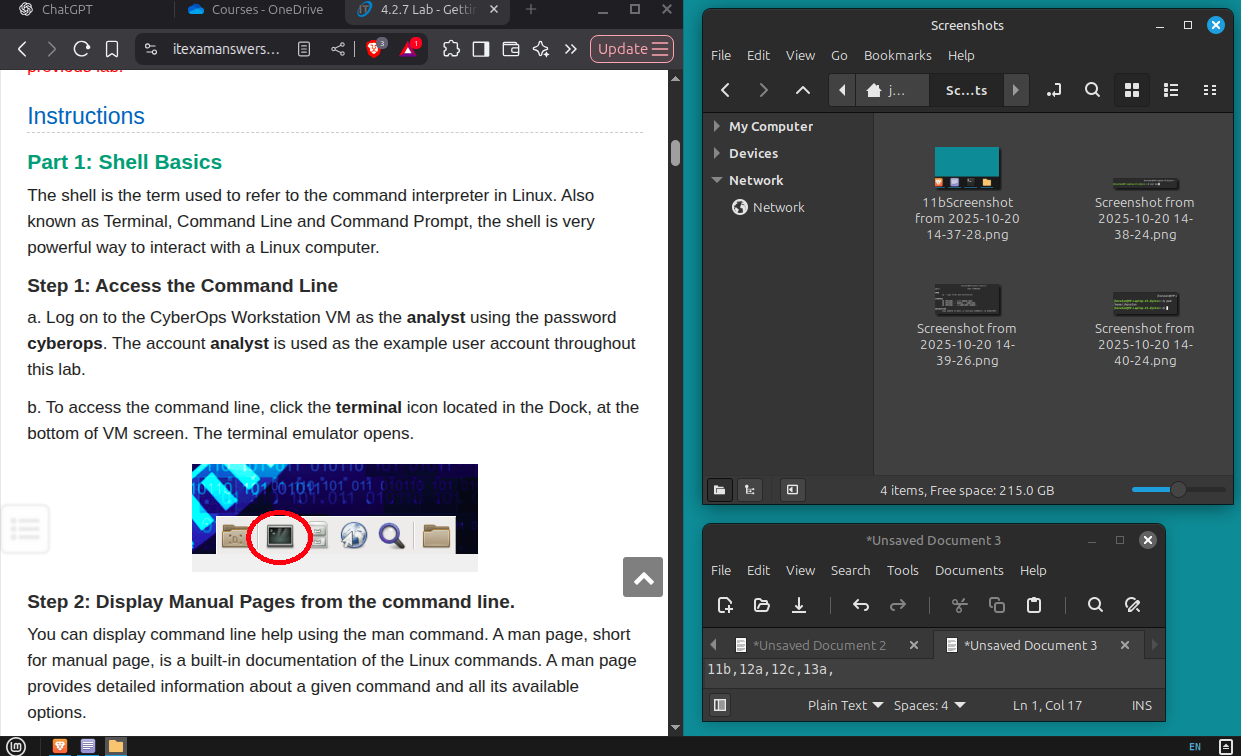 ChatGPT
Courses - OneDrive
4.2.7 Lab - Gettin
itexamanswers...
3
1
Update
Instructions
Part 1: Shell Basics
The shell is the term used to refer to the command interpreter in Linux. Also
known as Terminal, Command Line and Command Prompt, the shell is very
powerful way to interact with a Linux computer.
Step 1: Access the Command Line
a. Log on to the CyberOps Workstation VM as the analyst using the password
cyberops. The account analyst is used as the example user account throughout
this lab.
b. To access the command line, click the terminal icon located in the Dock, at the
bottom of VM screen. The terminal emulator opens.
Step 2: Display Manual Pages from the command line.
You can display command line help using the man command. A man page, short
for manual page, is a built-in documentation of the Linux commands. A man page
provides detailed information about a given command and all its available
options.
Screenshots
File Edit View Go Bookmarks Help
j...
Sc...ts
My Computer
Devices
Network
Network
11bScreenshot
from 2025-10-20
14-37-28.png
Screenshot from
2025-10-20 14-
38-24.png
Screenshot from
2025-10-20 14-
39-26.png
Screenshot from
2025-10-20 14-
40-24.png
4 items, Free space: 215.0 GB
*Unsaved Document 3
File Edit View Search Tools Documents Help
*Unsaved Document 2
*Unsaved Document 3
11b,12a,12c,13a,
Plain Text Spaces: 4 Ln 1, Col 17 INS
EN